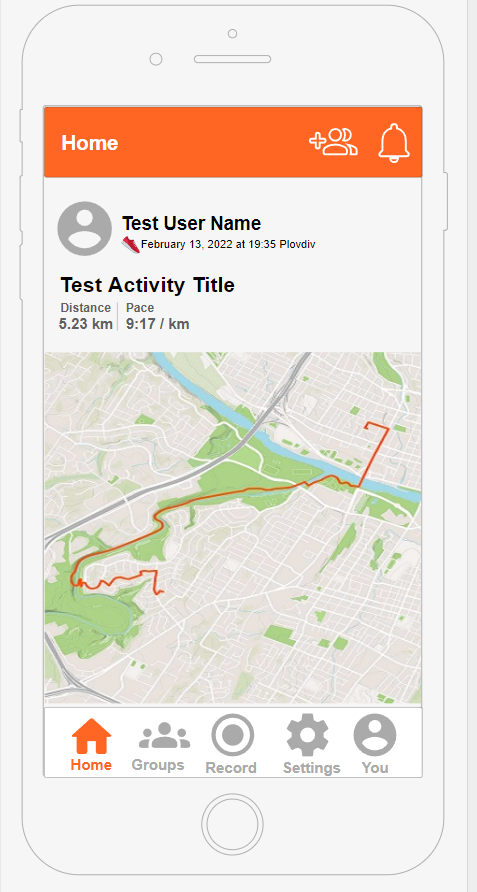 Home
Test User Name
February 13, 2022 at 19:35 Plovdiv
Test Activity Title
Distance Pace
5.23 km 9:17 / km
Home Groups Record Settings You